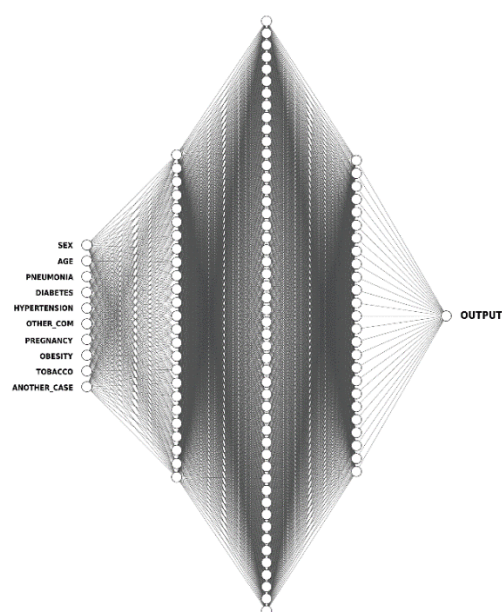 SEX
AGE
PNEUMONIA
DIABETES
HYPERTENSION
OTHER_COM
PREGNANCY
OBESITY
TOBACCO
ANOTHER_CASE
OUTPUT